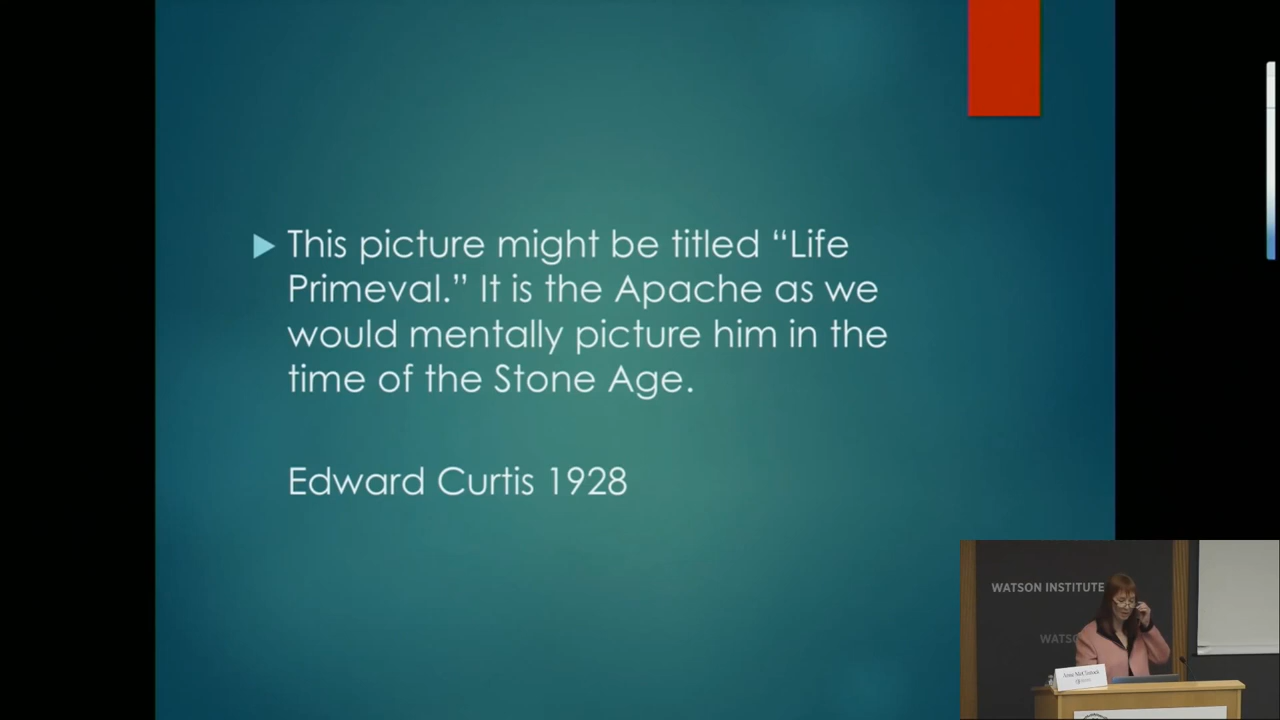 This picture might be titled “Life
Primeval.” It is the Apache as we
would mentally picture him in the
time of the Stone Age.
Edward Curtis 1928
WATSON INSTITUTE
WATS